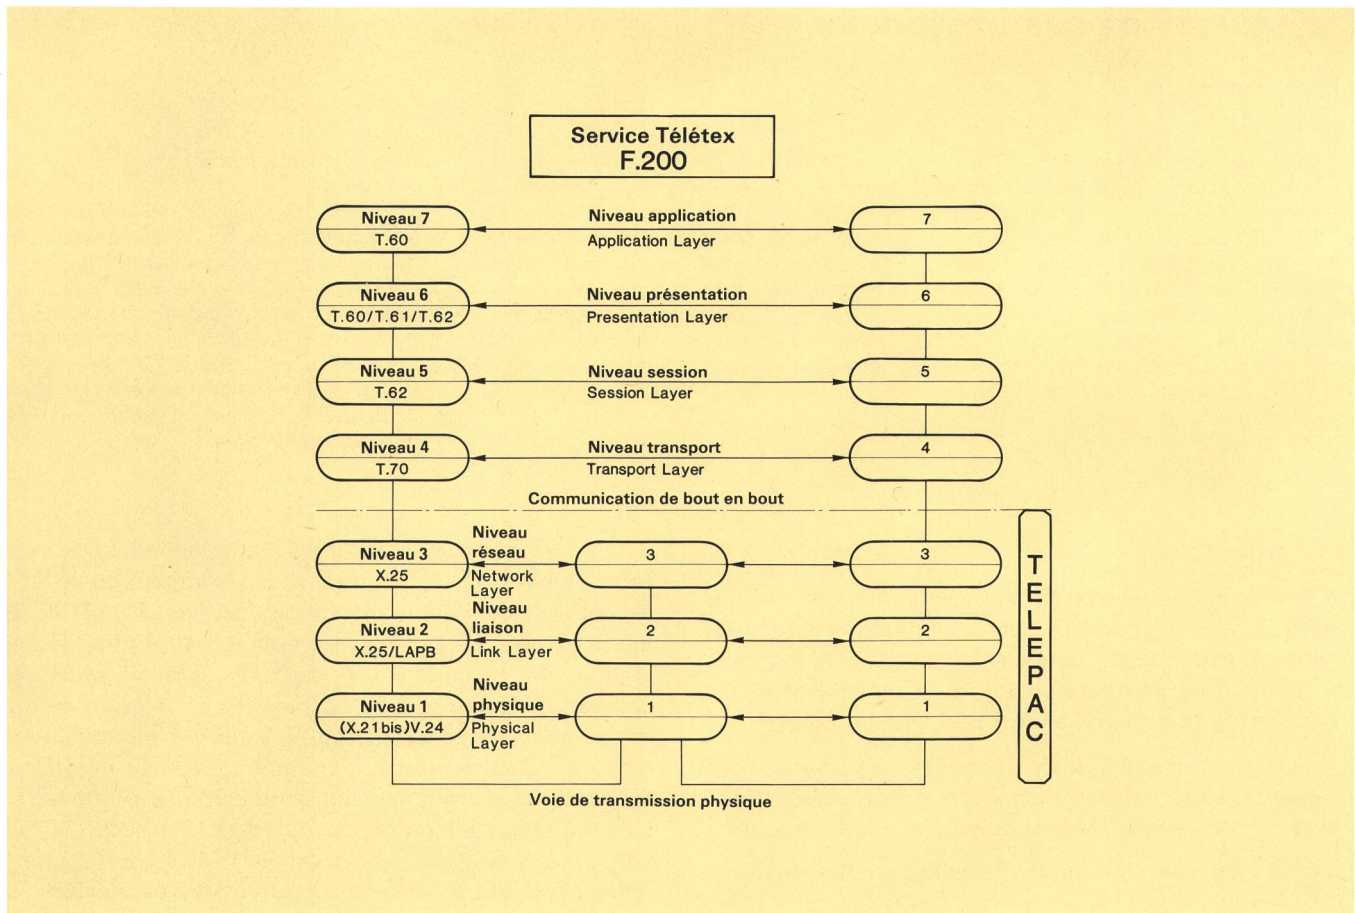 Service Télétex
F.200
Niveau 7
T.60
Niveau application
Application Layer
7
Niveau 6
T.60/T.61/T.62
Niveau présentation
Presentation Layer
6
Niveau 5
T.62
Niveau session
Session Layer
5
Niveau 4
T.70
Niveau transport
Transport Layer
4
Communication de bout en bout
Niveau 3
X.25
Niveau
réseau
Network
Layer
3
3
Niveau 2
X.25/LAPB
Niveau
liaison
Link Layer
2
2
Niveau 1
(X.21bis)V.24
Niveau
physique
Physical
Layer
1
1
TELEPAC
Voie de transmission physique